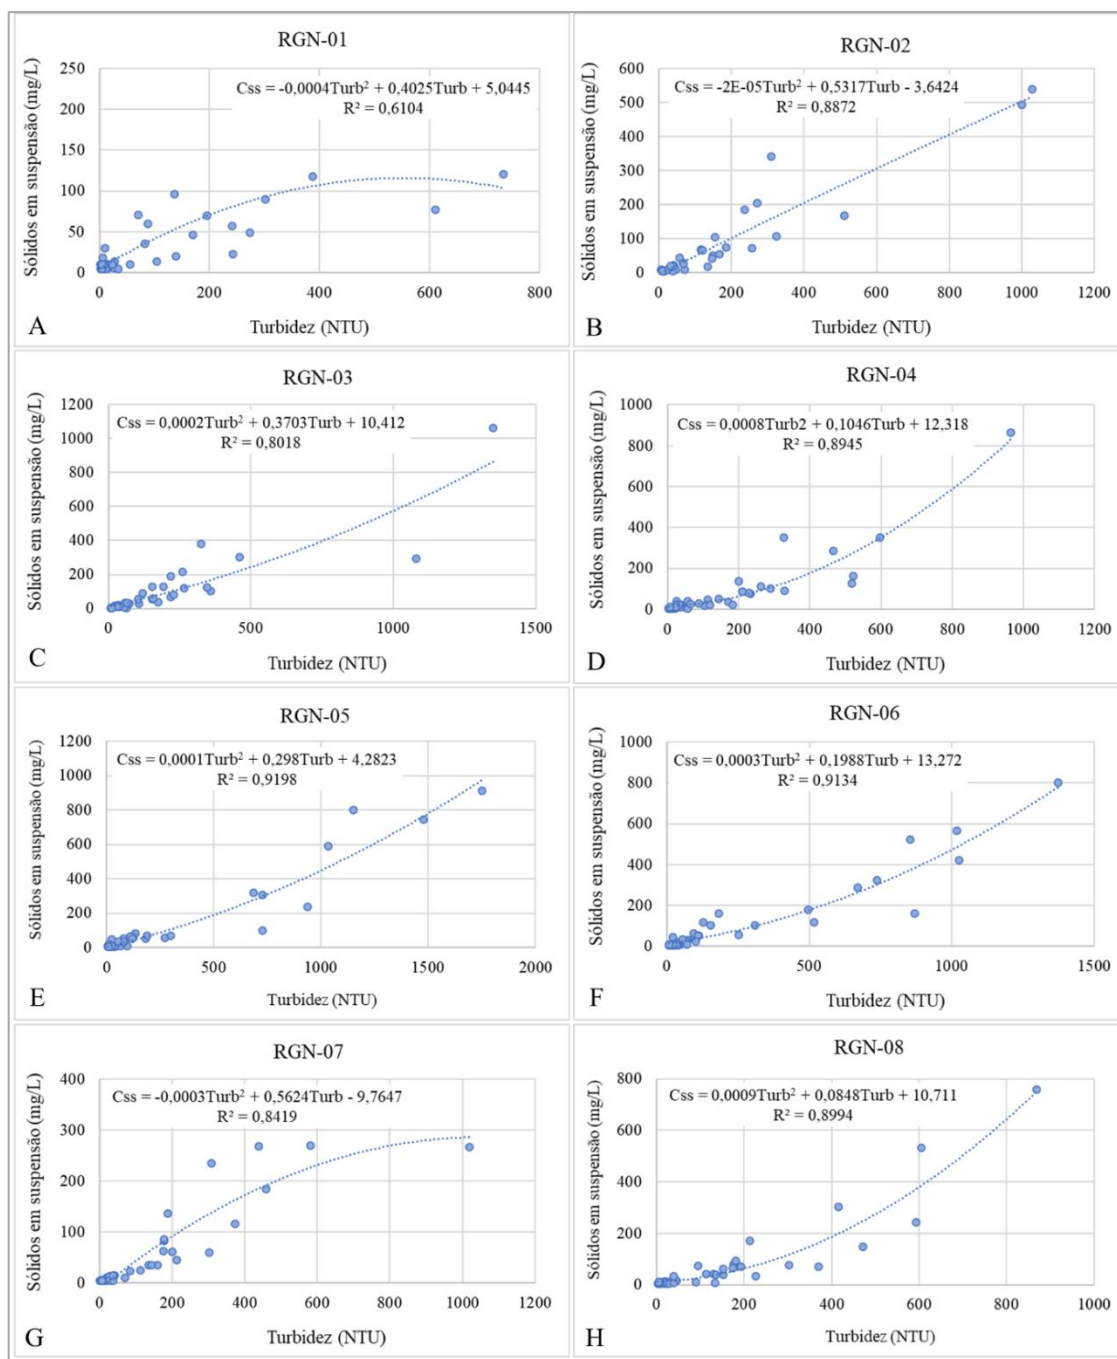 RGN-01
Sólidos em suspensão (mg/L)
250
200
150
100
50
0
Css = -0,0004Turb² + 0,4025Turb + 5,0445
R² = 0,6104
0 200 400 600 800
A
Turbidez (NTU)
RGN-02
Sólidos em suspensão (mg/L)
600
500
400
300
200
100
0
Css = -2E-05Turb² + 0,5317Turb - 3,6424
R² = 0,8872
0 200 400 600 800 1000 1200
B
Turbidez (NTU)
RGN-03
Sólidos em suspensão (mg/L)
1200
1000
800
600
400
200
0
Css = 0,0002Turb² + 0,3703Turb + 10,412
R² = 0,8018
0 500 1000 1500
C
Turbidez (NTU)
RGN-04
Sólidos em suspensão (mg/L)
1000
800
600
400
200
0
Css = 0,0008Turb2 + 0,1046Turb + 12,318
R² = 0,8945
0 200 400 600 800 1000 1200
D
Turbidez (NTU)
RGN-05
Sólidos em suspensão (mg/L)
1200
1000
800
600
400
200
0
Css = 0,0001Turb² + 0,298Turb + 4,2823
R² = 0,9198
0 500 1000 1500 2000
E
Turbidez (NTU)
RGN-06
Sólidos em suspensão (mg/L)
1000
800
600
400
200
0
Css = 0,0003Turb² + 0,1988Turb + 13,272
R² = 0,9134
0 500 1000 1500
F
Turbidez (NTU)
RGN-07
Sólidos em suspensão (mg/L)
400
300
200
100
0
Css = -0,0003Turb² + 0,5624Turb - 9,7647
R² = 0,8419
0 200 400 600 800 1000 1200
G
Turbidez (NTU)
RGN-08
Sólidos em suspensão (mg/L)
800
600
400
200
0
Css = 0,0009Turb² + 0,0848Turb + 10,711
R² = 0,8994
0 200 400 600 800 1000
H
Turbidez (NTU)